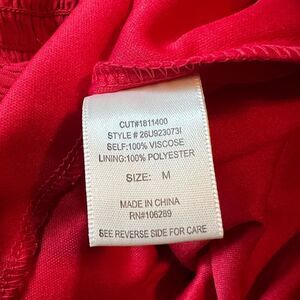 CUT#1811400
STYLE # 26U923073I
SELF:100% VISCOSE
LINING:100% POLYESTER
SIZE: M
MADE IN CHINA
RN#106289
SEE REVERSE SIDE FOR CARE